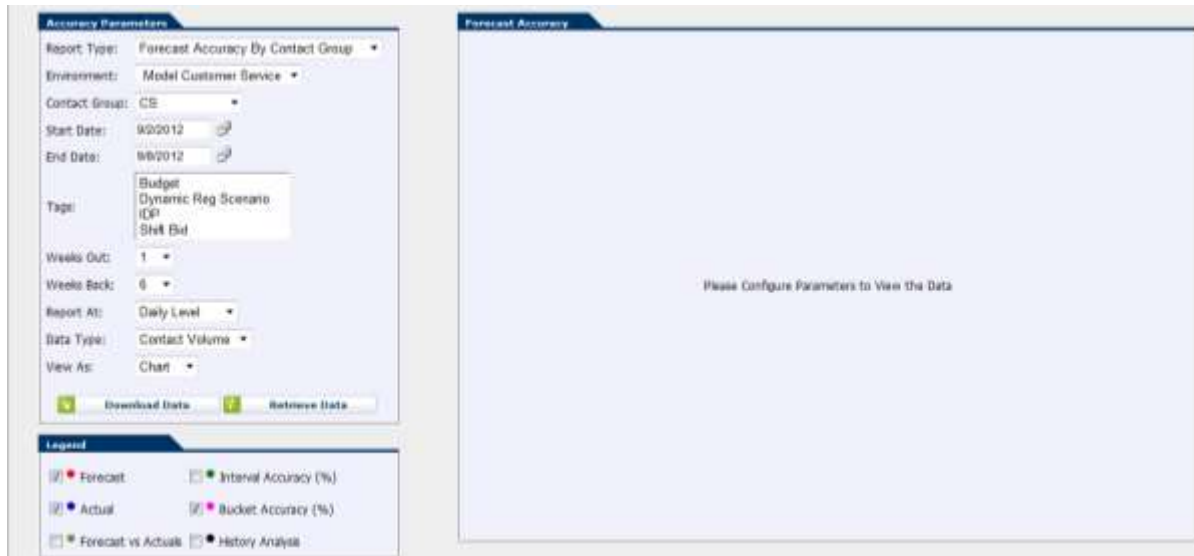 Accuracy Parameters
Report Type: Forecast Accuracy By Contact Group
Environment: Model Customer Service
Contact Group: CS
Start Date: 9/2/2012
End Date: 9/8/2012
Tags:
Budget
Dynamic Reg Scenario
IDP
Shift Bid
Weeks Out: 1
Weeks Back: 6
Report At: Daily Level
Data Type: Contact Volume
View As: Chart
Download Data Retrieve Data
Legend
Forecast Interval Accuracy (%)
Actual Bucket Accuracy (%)
Forecast vs Actuals History Analysis
Forecast Accuracy
Please Configure Parameters to View the Data